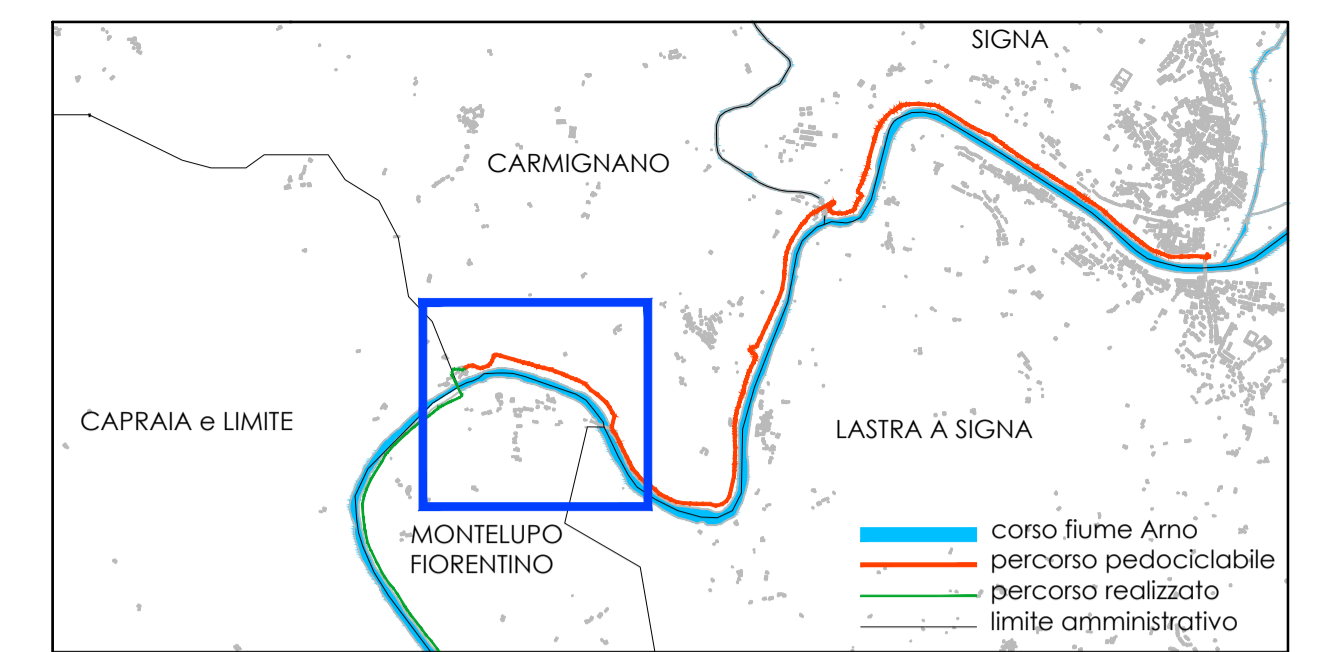 SIGNA
CARMIGNANO
CAPRAIA e LIMITE
LASTRA A SIGNA
MONTELUPO
FIORENTINO
corso fiume Arno
percorso pedociclabile
percorso realizzato
limite amministrativo